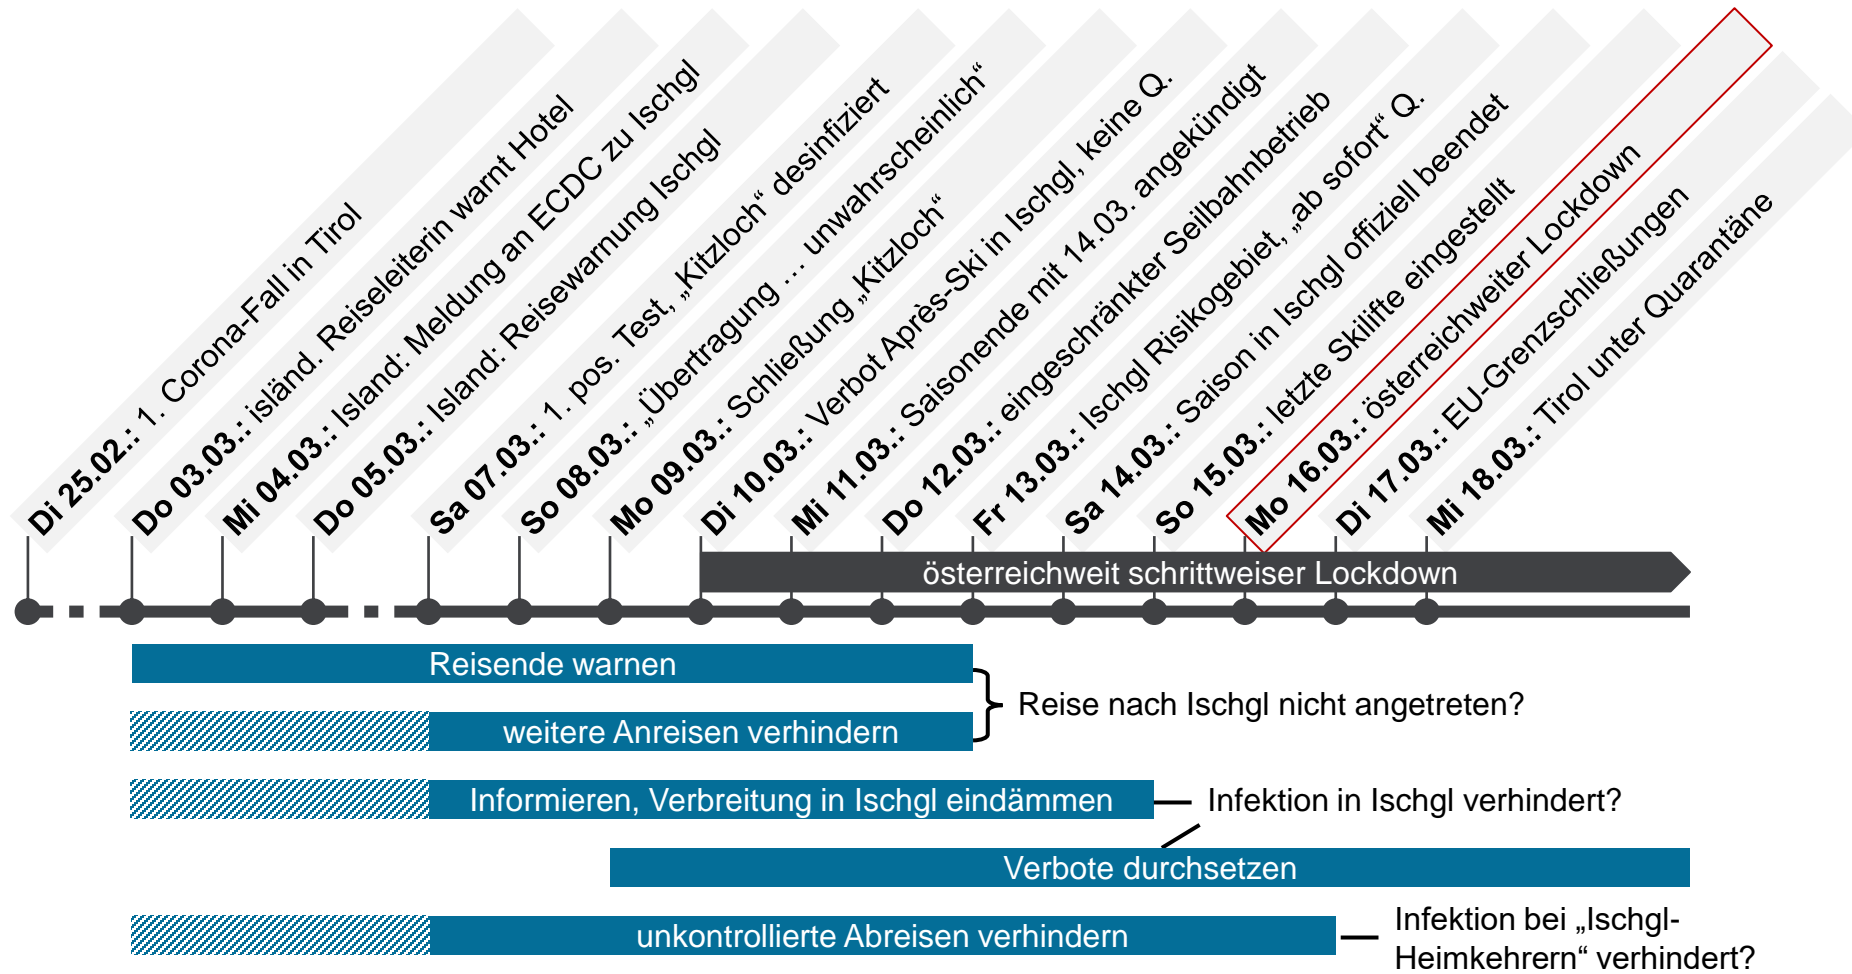 Di 25.02.: 1. Corona-Fall in Tirol
Do 03.03.: isländ. Reiseleiterin warnt Hotel
Mi 04.03.: Island: Meldung an ECDC zu Ischgl
Do 05.03.: Island: Reisewarnung Ischgl
Sa 07.03.: 1. pos. Test, „Kitzloch“ desinfiziert
So 08.03.: „Übertragung … unwahrscheinlich“
Mo 09.03.: Schließung „Kitzloch“
Di 10.03.: Verbot Après-Ski in Ischgl, keine Q.
Mi 11.03.: Saisonende mit 14.03. angekündigt
Do 12.03.: eingeschränkter Seilbahnbetrieb
Fr 13.03.: Ischgl Risikogebiet, „ab sofort“ Q.
Sa 14.03.: Saison in Ischgl offiziell beendet
So 15.03.: letzte Skilifte eingestellt
Mo 16.03.: österreichweiter Lockdown
Di 17.03.: EU-Grenzschließungen
Mi 18.03.: Tirol unter Quarantäne
österreichweit schrittweiser Lockdown
Reisende warnen
Reise nach Ischgl nicht angetreten?
weitere Anreisen verhindern
Informieren, Verbreitung in Ischgl eindämmen
Infektion in Ischgl verhindert?
Verbote durchsetzen
unkontrollierte Abreisen verhindern
Infektion bei „Ischgl-
Heimkehrern“ verhindert?